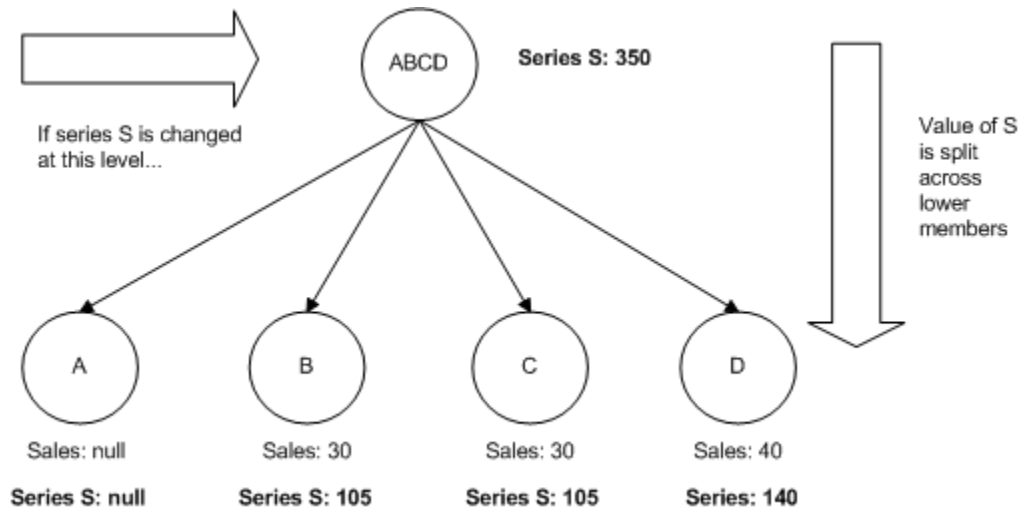 ABCD
Series S: 350
If series S is changed
at this level...
Value of S
is split
across
lower
members
A
B
C
D
Sales: null
Sales: 30
Sales: 30
Sales: 40
Series S: null
Series S: 105
Series S: 105
Series: 140